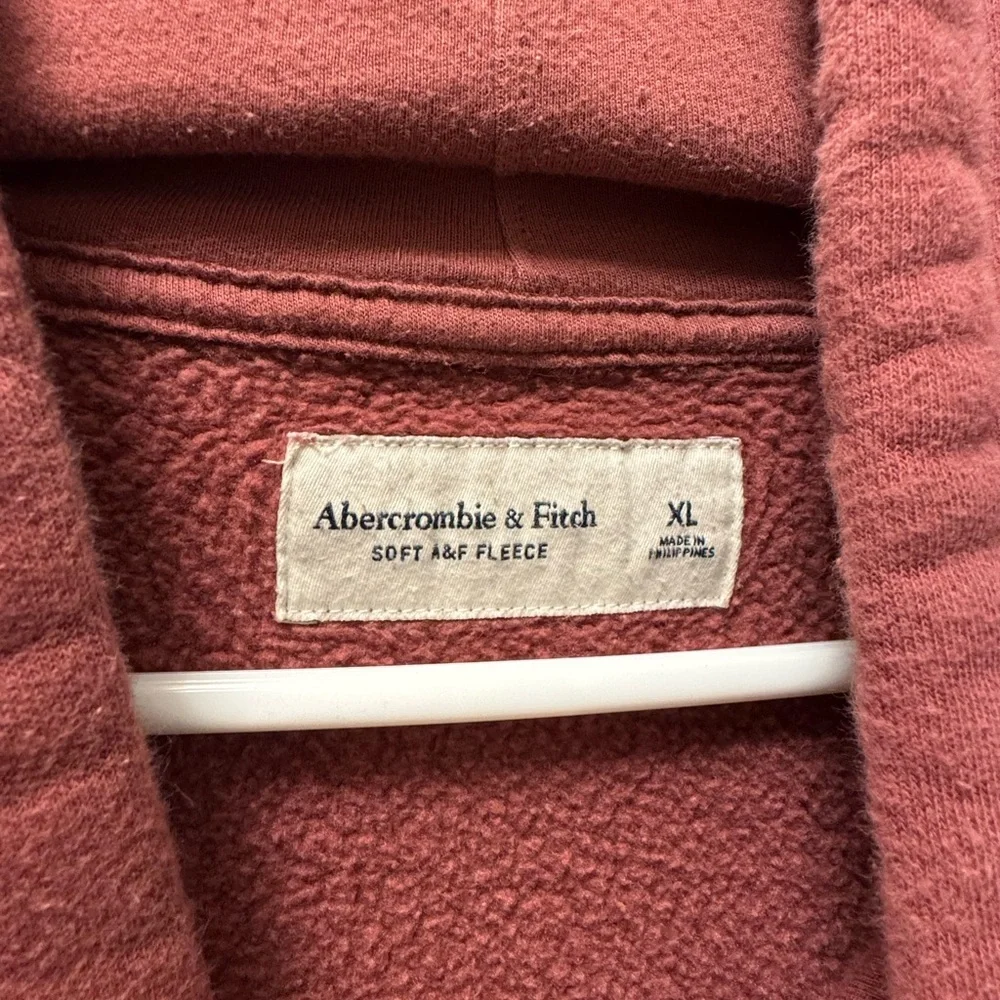 Abercrombie & Fitch
SOFT A&F FLEECE
XL
MADE IN
PHILIPPINES